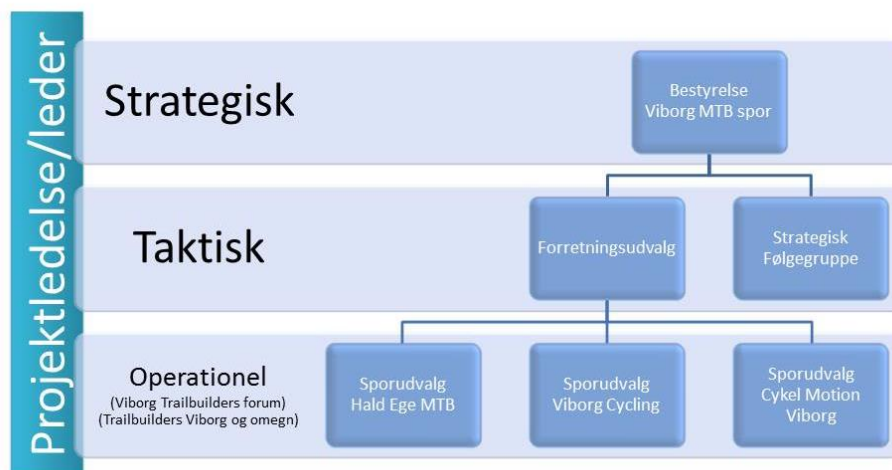 Projektledelse/leder
Strategisk
Bestyrelse
Viborg MTB spor
Taktisk
Forretningsudvalg
Strategisk
Følgegruppe
Operationel
(Viborg Trailbuilders forum)
(Trailbuilders Viborg og omegn)
Sporudvalg
Hald Ege MTB
Sporudvalg
Viborg Cycling
Sporudvalg
Cykel Motion
Viborg